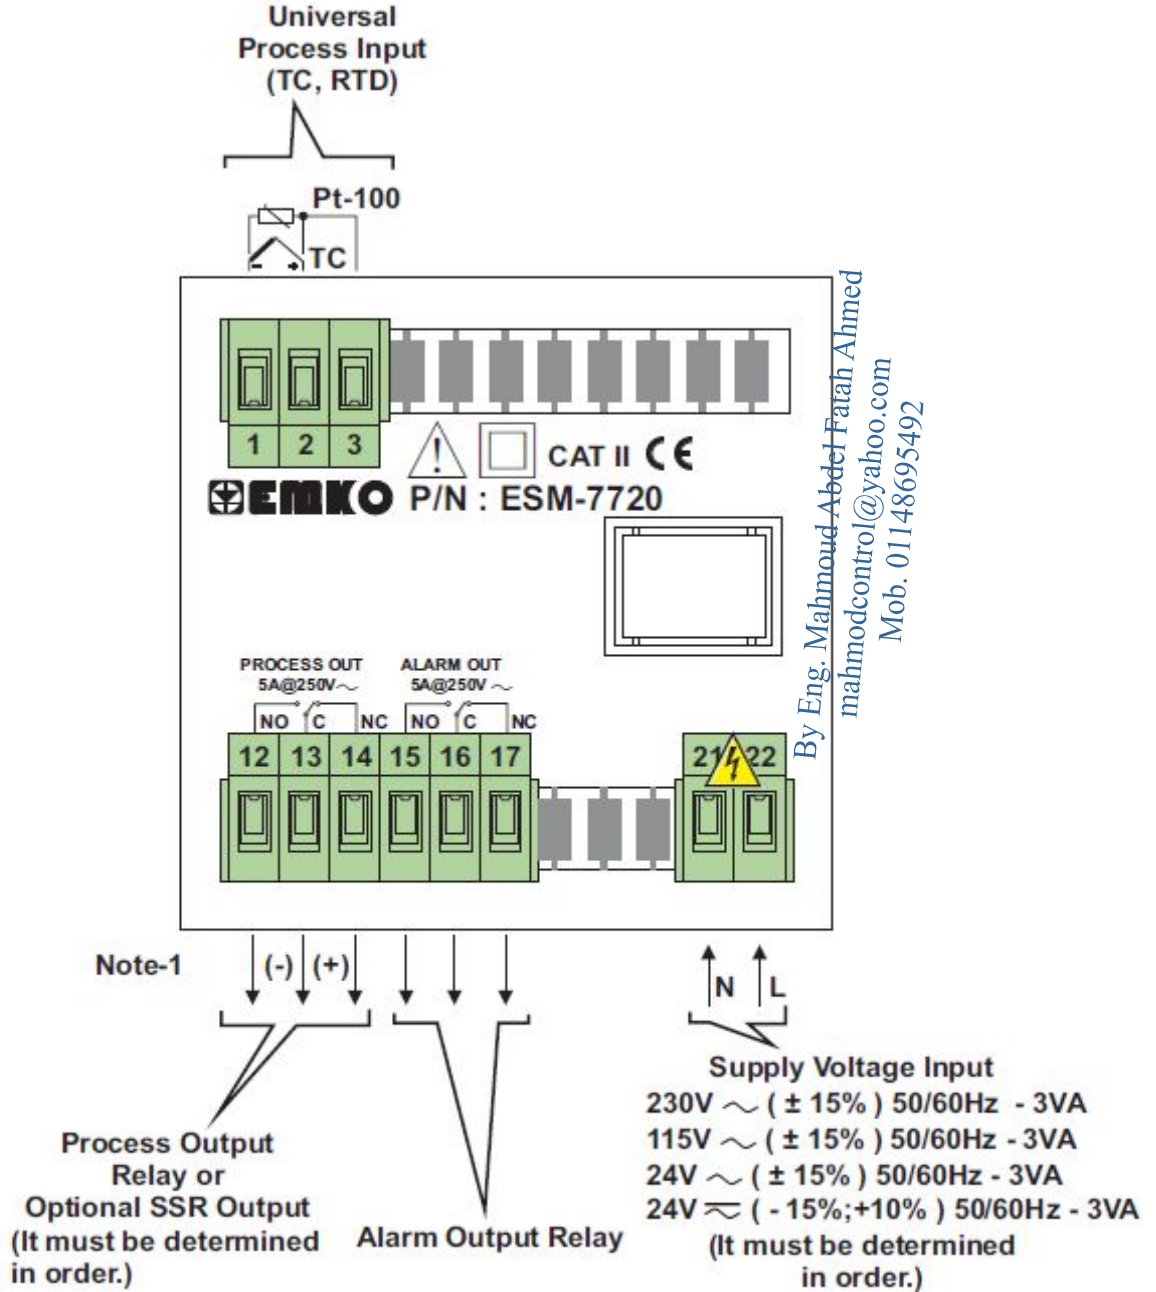 Universal
Process Input
(TC, RTD)
Pt-100
TC
- +
1 2 3
CAT II CE
EMKO P/N : ESM-7720
PROCESS OUT
5A@250V~
ALARM OUT
5A@250V~
NO C NC NO C NC
12 13 14 15 16 17
21 22
Note-1
(-) (+)
N L
Process Output
Relay or
Optional SSR Output
(It must be determined
in order.)
Alarm Output Relay
Supply Voltage Input
230V ~ ( ± 15% ) 50/60Hz - 3VA
115V ~ ( ± 15% ) 50/60Hz - 3VA
24V ~ ( ± 15% ) 50/60Hz - 3VA
24V ⎓~ ( - 15%;+10% ) 50/60Hz - 3VA
(It must be determined
in order.)
By Eng. Mahmoud Abdel Fatah Ahmed
mahmodcontrol@yahoo.com
Mob. 01148695492